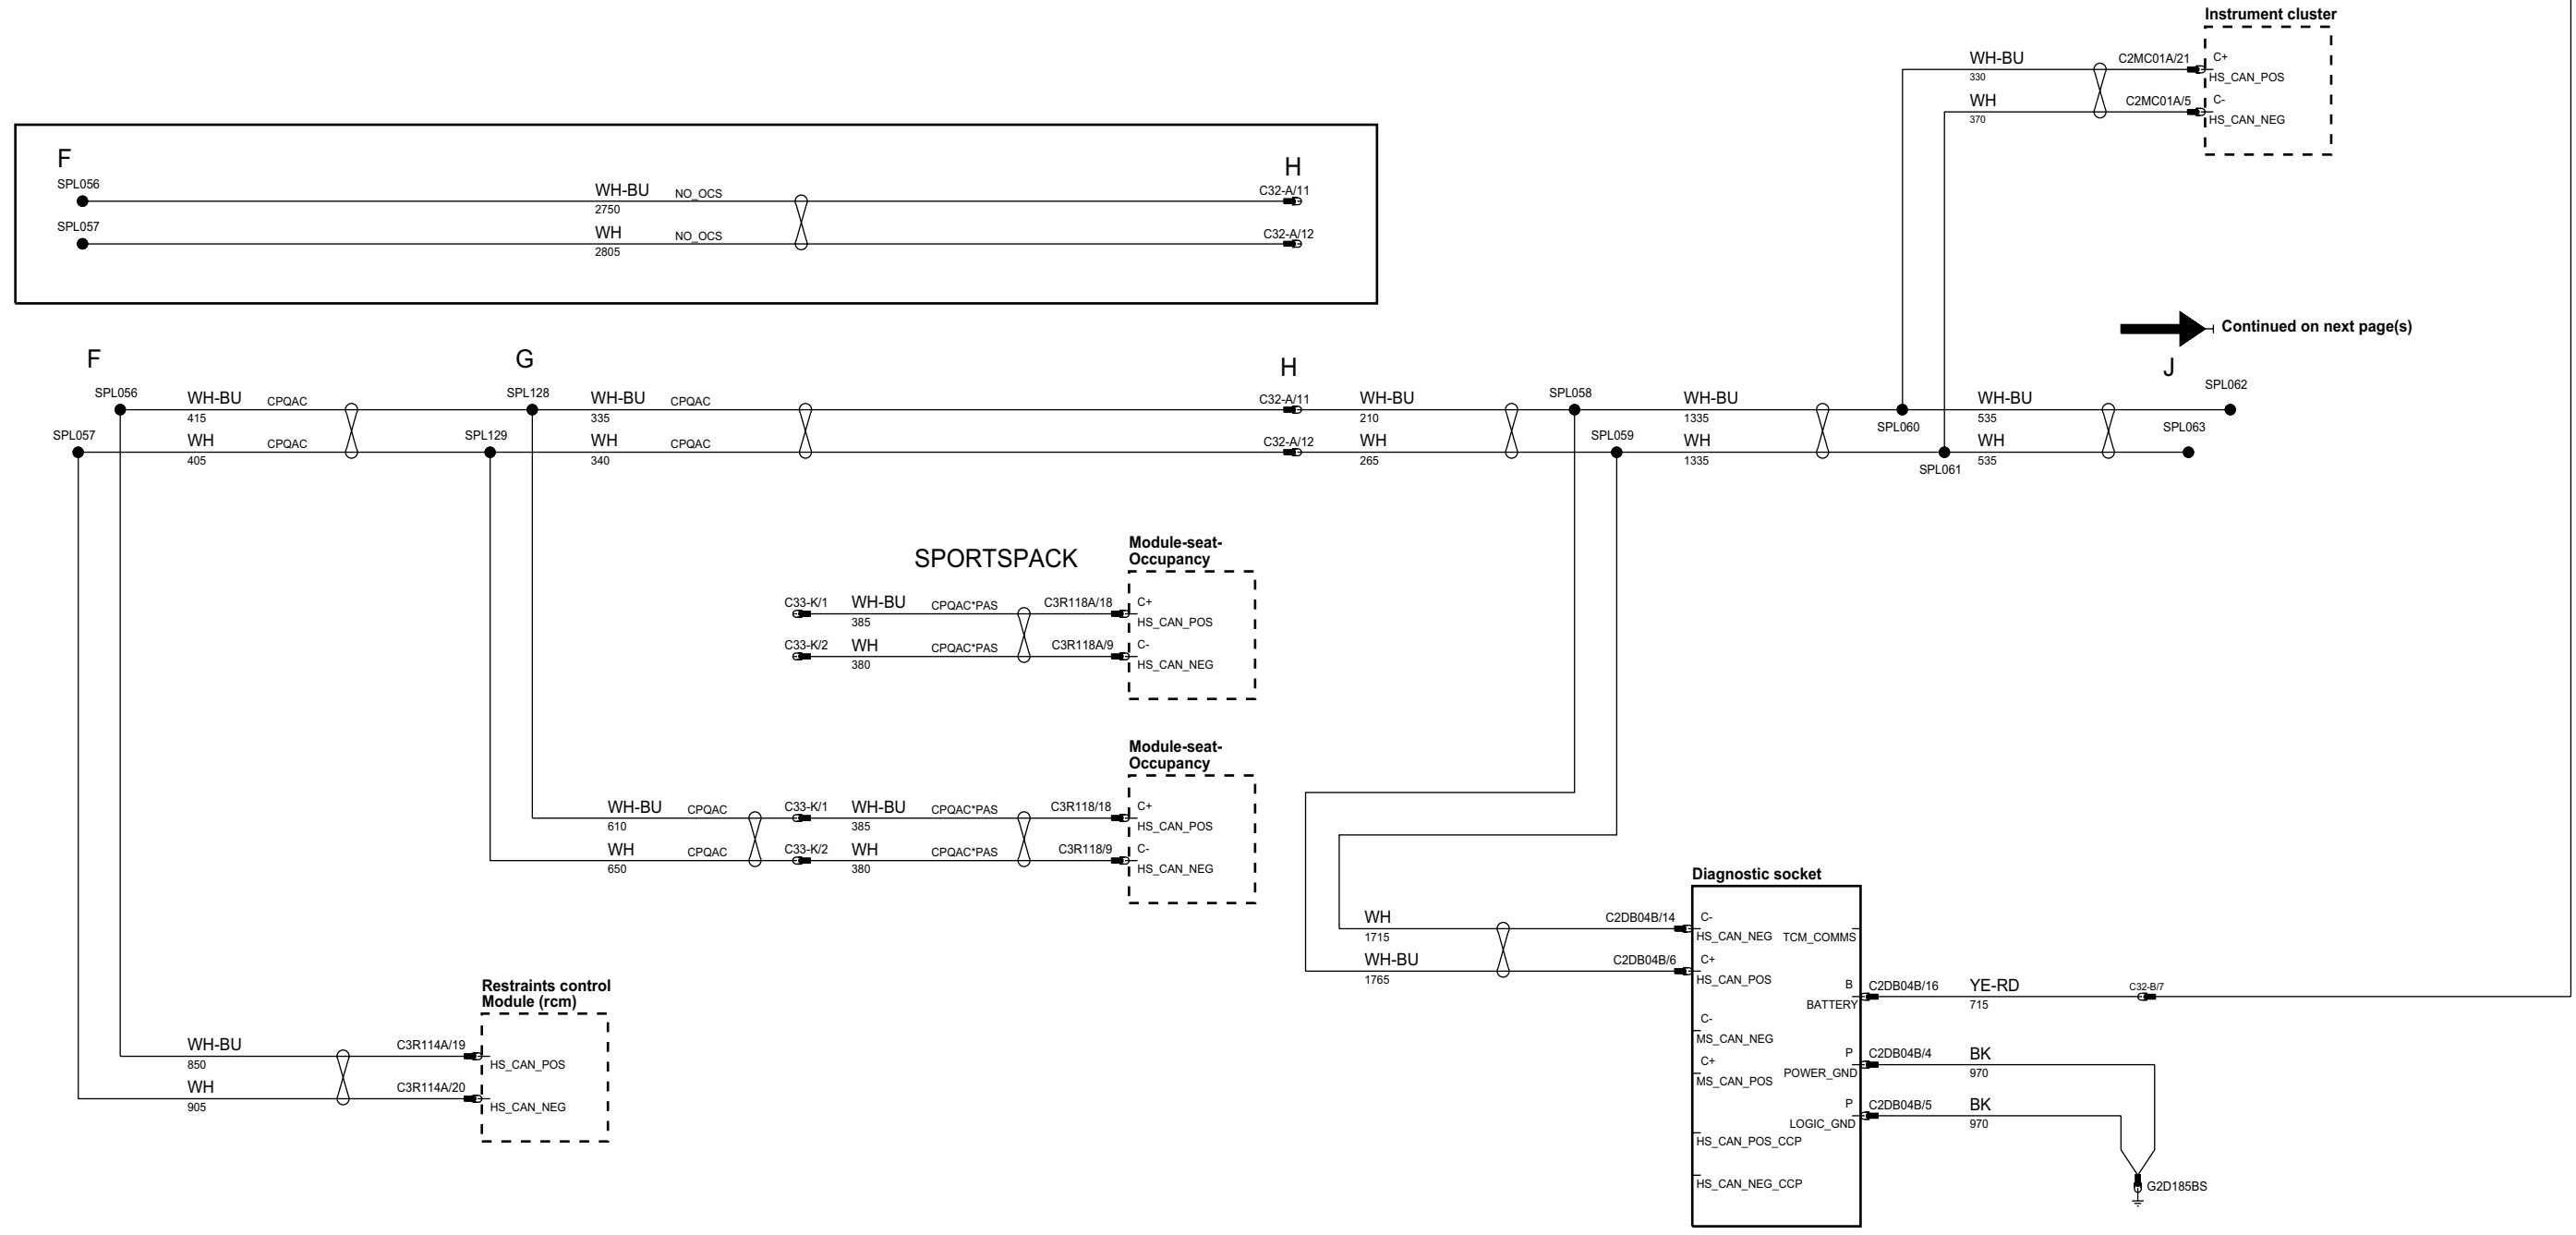 Instrument cluster
WH-BU
330
C2MC01A/21
C+
HS_CAN_POS
WH
370
C2MC01A/5
C-
HS_CAN_NEG
F
SPL056
WH-BU
2750
NO_OCS
H
C32-A/11
SPL057
WH
2805
NO_OCS
C32-A/12
Continued on next page(s)
F
G
H
J
SPL056
WH-BU
415
CPQAC
SPL128
WH-BU
335
CPQAC
C32-A/11
WH-BU
210
SPL058
WH-BU
1335
SPL060
WH-BU
535
SPL062
SPL057
WH
405
CPQAC
SPL129
WH
340
CPQAC
C32-A/12
WH
265
SPL059
WH
1335
SPL061
WH
535
SPL063
SPORTSPACK
Module-seat-
Occupancy
C33-K/1
WH-BU
385
CPQAC*PAS
C3R118A/18
C+
HS_CAN_POS
C33-K/2
WH
380
CPQAC*PAS
C3R118A/9
C-
HS_CAN_NEG
Module-seat-
Occupancy
WH-BU
610
CPQAC
C33-K/1
WH-BU
385
CPQAC*PAS
C3R118/18
C+
HS_CAN_POS
WH
650
CPQAC
C33-K/2
WH
380
CPQAC*PAS
C3R118/9
C-
HS_CAN_NEG
Diagnostic socket
WH
1715
C2DB04B/14
C-
HS_CAN_NEG
TCM_COMMS
WH-BU
1765
C2DB04B/6
C+
HS_CAN_POS
B
BATTERY
C2DB04B/16
YE-RD
715
C32-B/7
C-
MS_CAN_NEG
C+
MS_CAN_POS
P
POWER_GND
C2DB04B/4
BK
970
P
LOGIC_GND
C2DB04B/5
BK
970
HS_CAN_POS_CCP
HS_CAN_NEG_CCP
G2D185BS
Restraints control
Module (rcm)
WH-BU
850
C3R114A/19
HS_CAN_POS
WH
905
C3R114A/20
HS_CAN_NEG